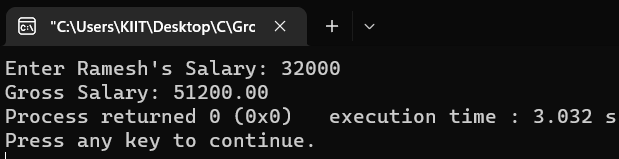 "C:\Users\KIIT\Desktop\C\Grc
Enter Ramesh's Salary: 32000
Gross Salary: 51200.00
Process returned 0 (0x0)   execution time : 3.032 s
Press any key to continue.